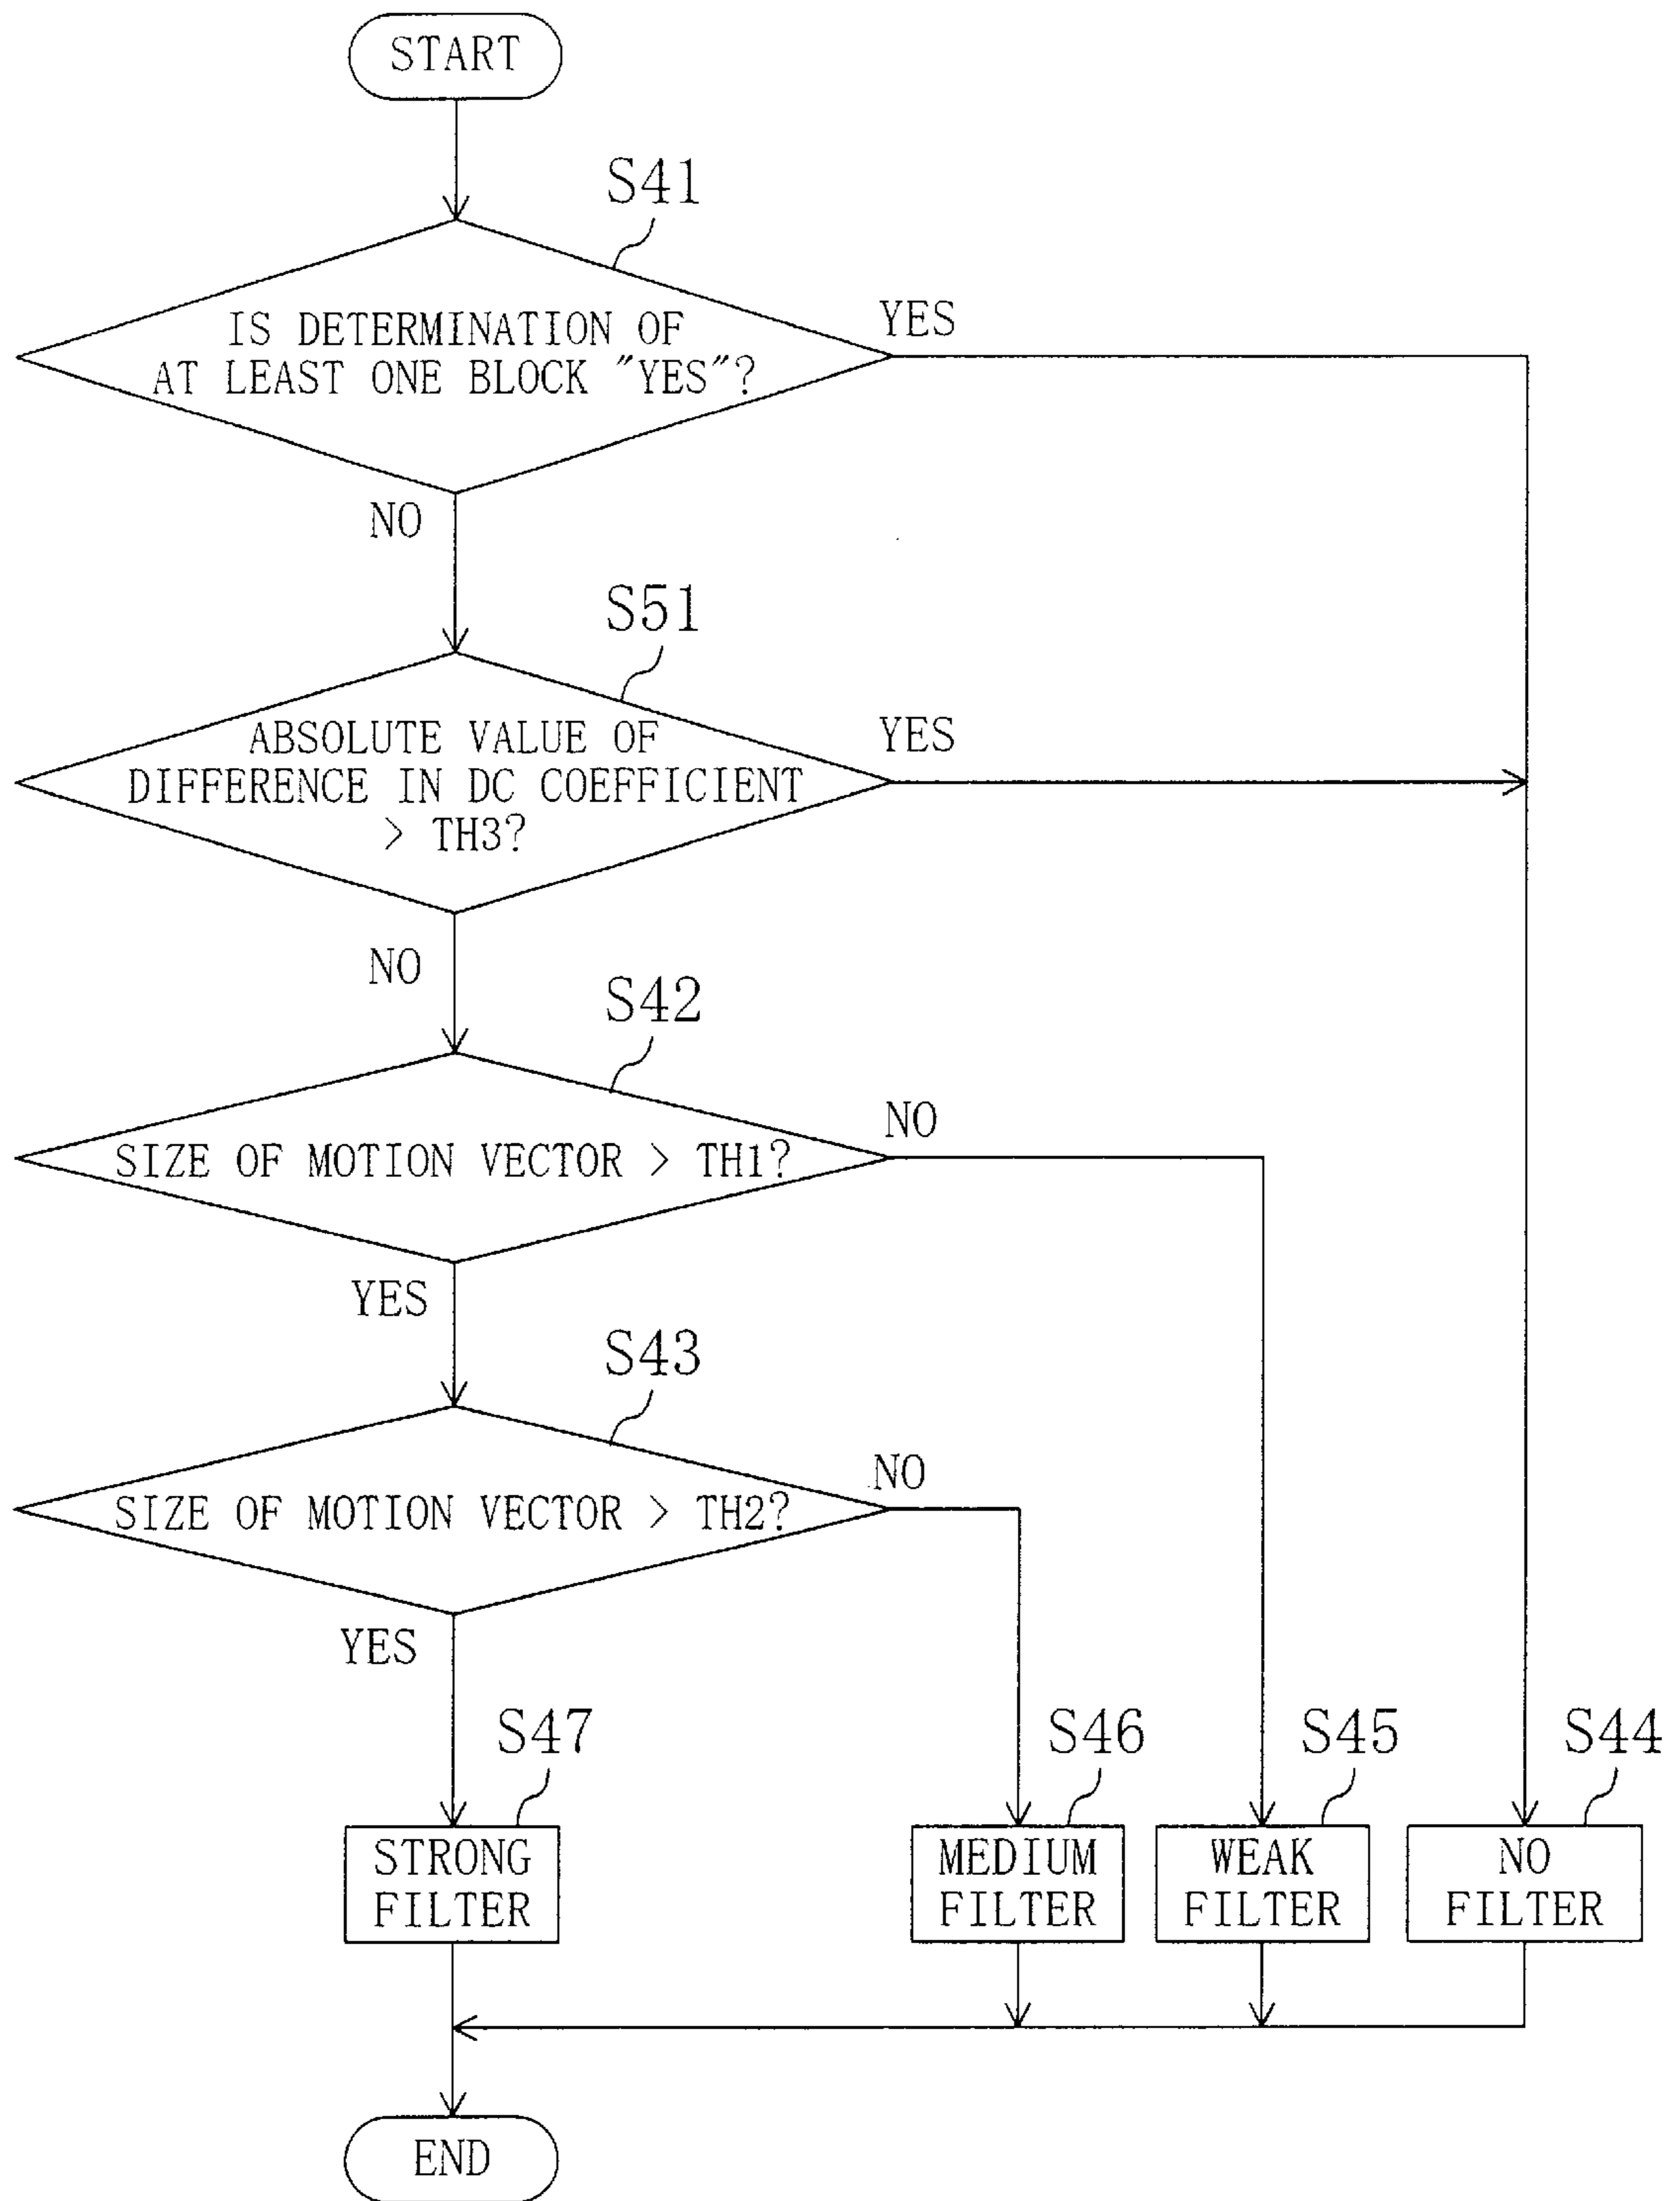 START
S41
IS DETERMINATION OF
AT LEAST ONE BLOCK "YES"?
YES
NO
S51
ABSOLUTE VALUE OF
DIFFERENCE IN DC COEFFICIENT
> TH3?
YES
NO
S42
SIZE OF MOTION VECTOR > TH1?
NO
YES
S43
SIZE OF MOTION VECTOR > TH2?
NO
YES
S47
STRONG
FILTER
S46
MEDIUM
FILTER
S45
WEAK
FILTER
S44
NO
FILTER
END